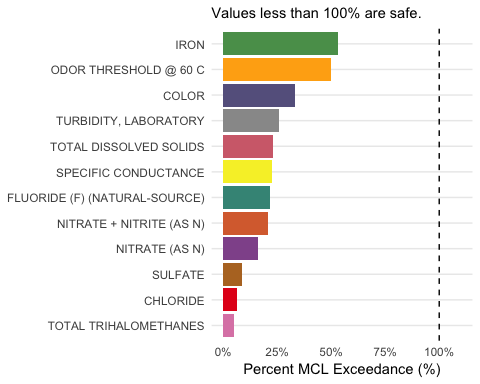 Values less than 100% are safe.
IRON
ODOR THRESHOLD @ 60 C
COLOR
TURBIDITY, LABORATORY
TOTAL DISSOLVED SOLIDS
SPECIFIC CONDUCTANCE
FLUORIDE (F) (NATURAL-SOURCE)
NITRATE + NITRITE (AS N)
NITRATE (AS N)
SULFATE
CHLORIDE
TOTAL TRIHALOMETHANES
0% 25% 50% 75% 100%
Percent MCL Exceedance (%)